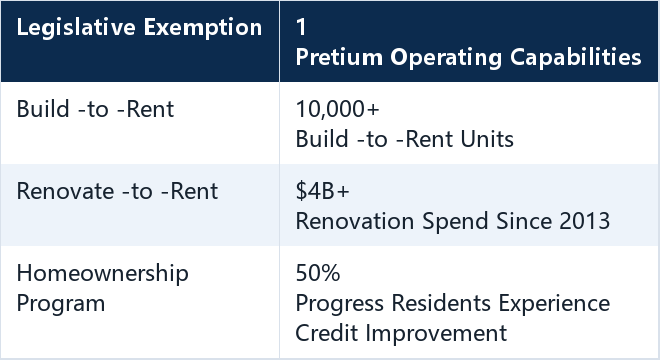 Legislative Exemption
1
Pretium Operating Capabilities
Build -to -Rent
10,000+
Build -to -Rent Units
Renovate -to -Rent
$4B+
Renovation Spend Since 2013
Homeownership
Program
50%
Progress Residents Experience
Credit Improvement